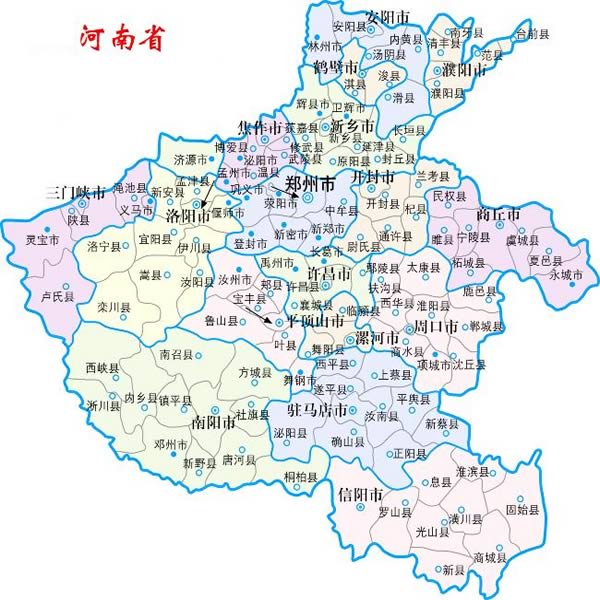 河南省
安阳市
安阳县
林州市
内黄县
汤阴县
南牙县
清丰县
台前县
范县
濮阳市
濮阳县
鹤壁市
浚县
淇县
滑县
辉县市
卫辉市
新乡市
新乡县
获嘉县
延津县
长垣县
封丘县
原阳县
焦作市
博爱县
修武县
武陟县
沁阳市
温县
孟州市
济源市
三门峡市
渑池县
义马市
陕县
灵宝市
卢氏县
洛阳市
孟津县
新安县
偃师市
洛宁县
宜阳县
伊川县
嵩县
汝阳县
栾川县
郑州市
巩义市
荥阳市
中牟县
登封市
新密市
新郑市
开封市
兰考县
开封县
杞县
尉氏县
通许县
商丘市
民权县
睢县
宁陵县
虞城县
柘城县
夏邑县
永城市
许昌市
长葛市
禹州市
许昌县
鄢陵县
襄城县
平顶山市
汝州市
郏县
宝丰县
鲁山县
叶县
舞钢市
漯河市
临颍县
舞阳县
周口市
太康县
扶沟县
西华县
淮阳县
鹿邑县
郸城县
商水县
项城市
沈丘县
南阳市
南召县
西峡县
方城县
淅川县
内乡县
镇平县
社旗县
邓州市
新野县
唐河县
桐柏县
驻马店市
西平县
上蔡县
遂平县
平舆县
汝南县
新蔡县
泌阳县
确山县
正阳县
信阳市
淮滨县
息县
固始县
罗山县
潢川县
光山县
商城县
新县